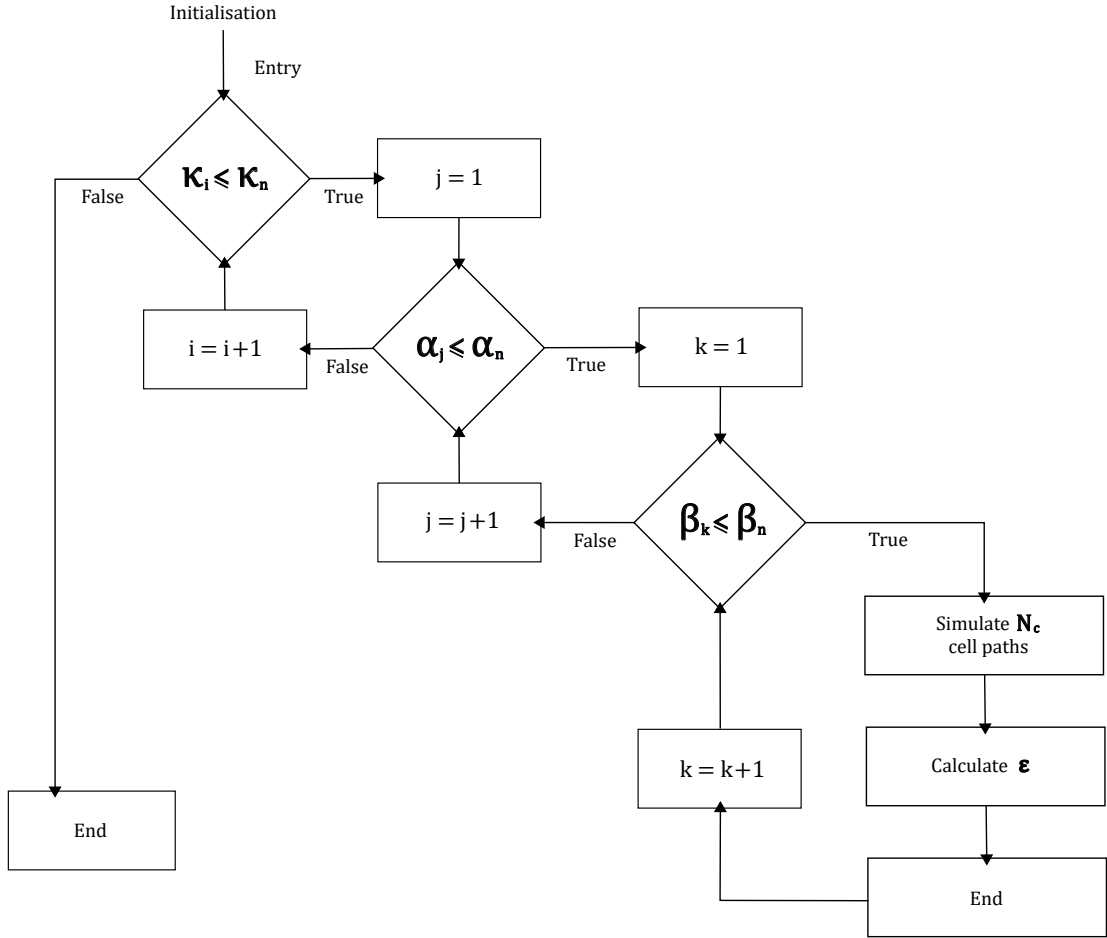 Initialisation
Entry
κᵢ ⩽ κₙ
False
True
j = 1
i = i+1
αⱼ ⩽ αₙ
False
True
k = 1
j = j+1
βₖ ⩽ βₙ
False
True
Simulate N꜀
cell paths
k = k+1
Calculate ε
End
End